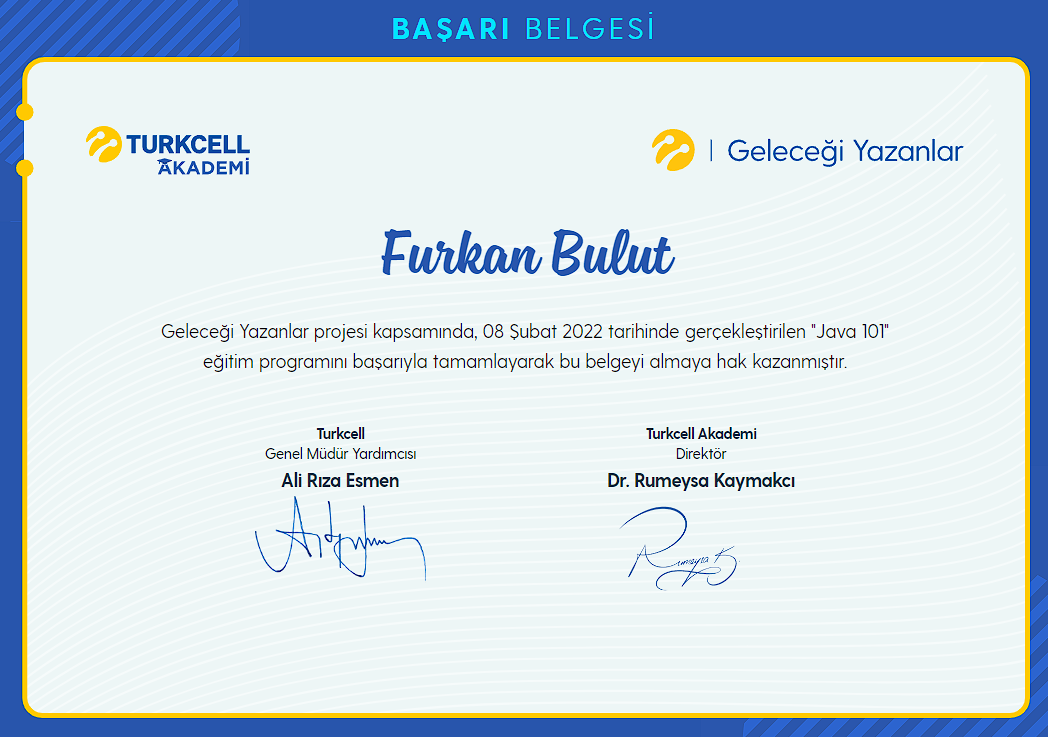 BAŞARI BELGESİ
TURKCELL
AKADEMİ
| Geleceği Yazanlar
Furkan Bulut
Geleceği Yazanlar projesi kapsamında, 08 Şubat 2022 tarihinde gerçekleştirilen "Java 101"
eğitim programını başarıyla tamamlayarak bu belgeyi almaya hak kazanmıştır.
Turkcell
Genel Müdür Yardımcısı
Ali Rıza Esmen
Turkcell Akademi
Direktör
Dr. Rumeysa Kaymakcı
Rumeysa K